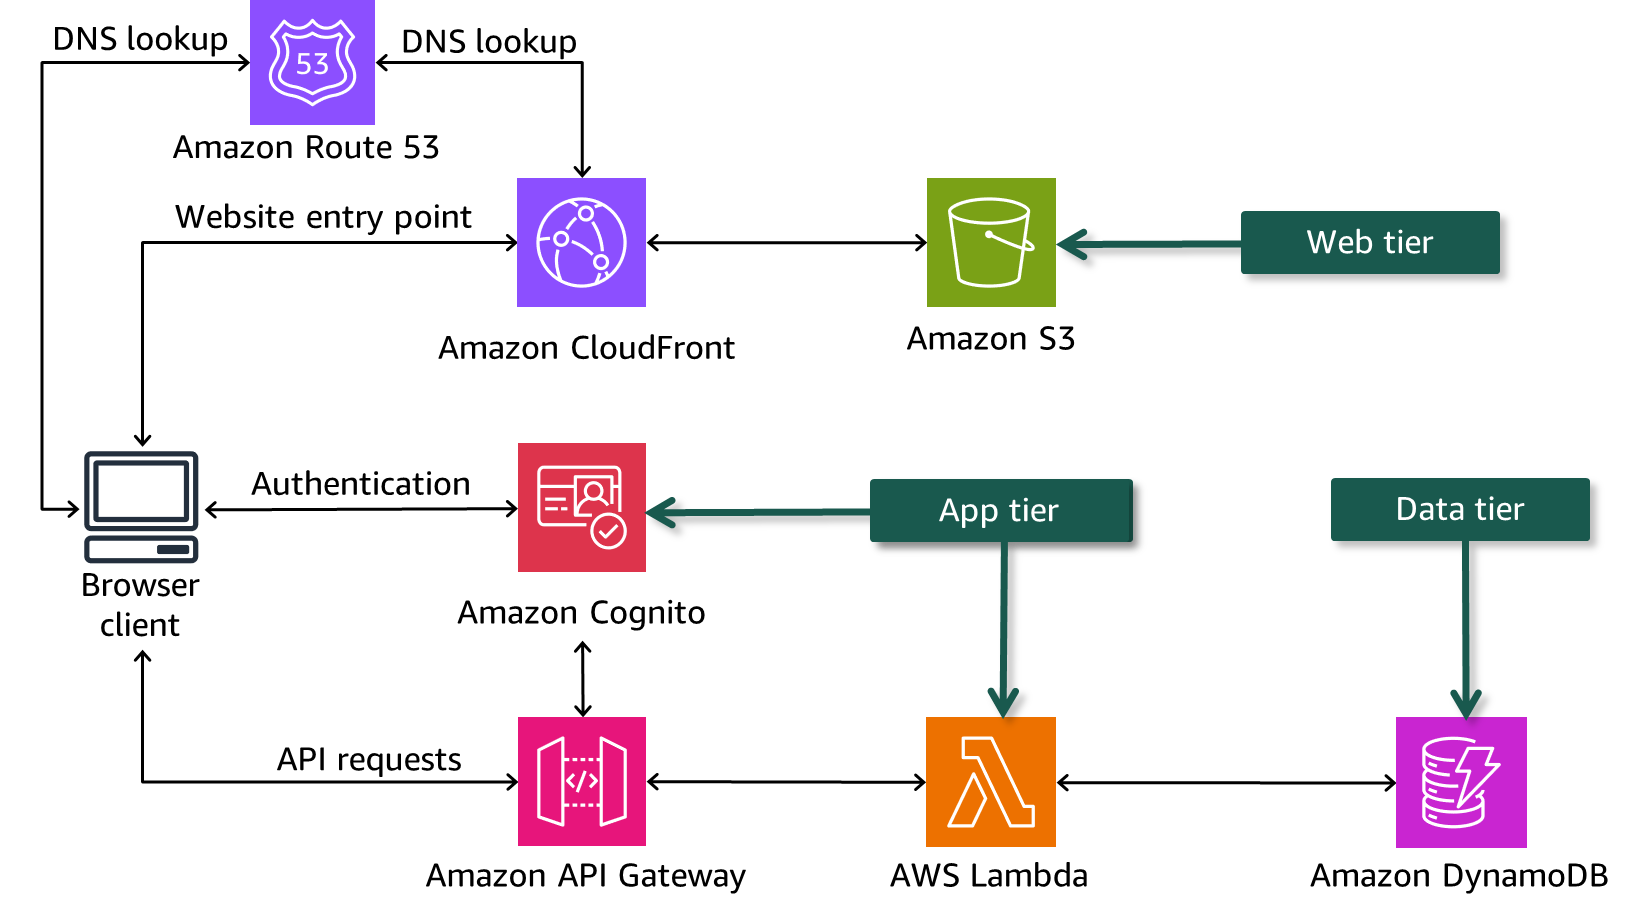 DNS lookup
DNS lookup
53
Amazon Route 53
Website entry point
Web tier
Amazon CloudFront
Amazon S3
Authentication
App tier
Data tier
Browser
client
Amazon Cognito
API requests
</>
Amazon API Gateway
AWS Lambda
Amazon DynamoDB